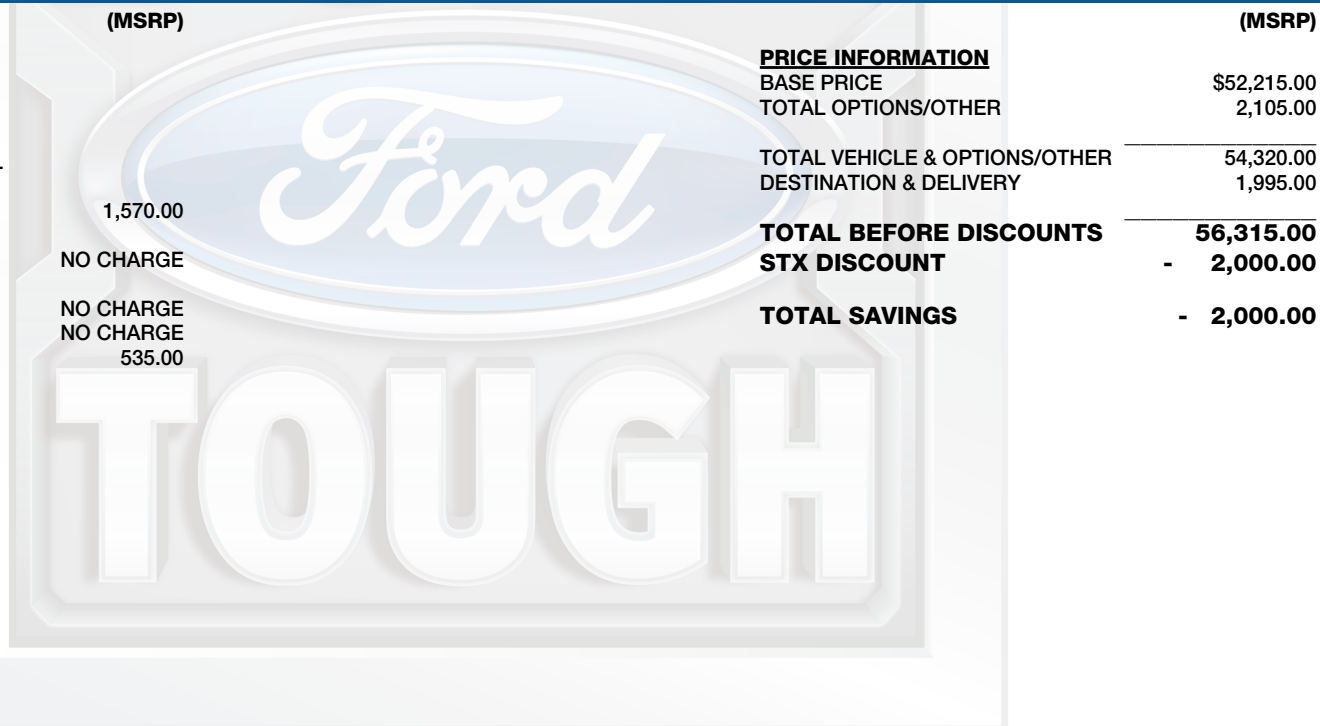 (MSRP)
1,570.00
NO CHARGE
NO CHARGE
NO CHARGE
535.00
(MSRP)
PRICE INFORMATION
BASE PRICE $52,215.00
TOTAL OPTIONS/OTHER 2,105.00
TOTAL VEHICLE & OPTIONS/OTHER 54,320.00
DESTINATION & DELIVERY 1,995.00
TOTAL BEFORE DISCOUNTS 56,315.00
STX DISCOUNT - 2,000.00
TOTAL SAVINGS - 2,000.00
Ford
TOUGH